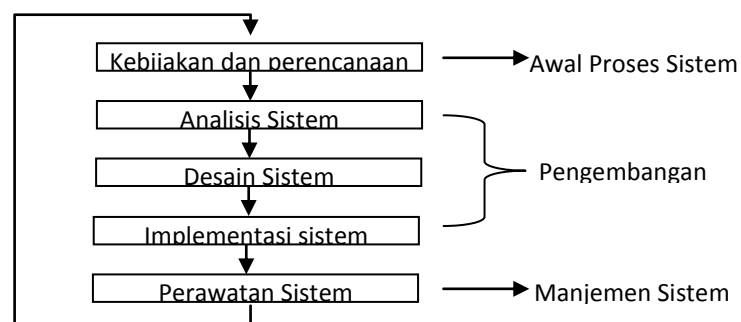 Kebijakan dan perencanaan
Awal Proses Sistem
Analisis Sistem
Desain Sistem
Pengembangan
Implementasi sistem
Perawatan Sistem
Manjemen Sistem